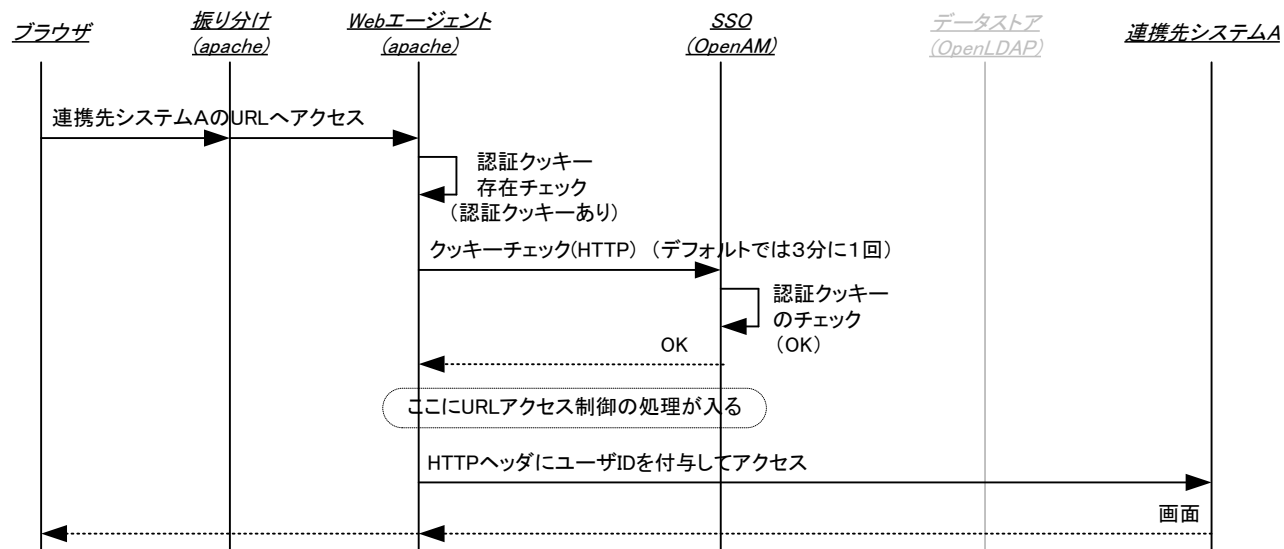 ブラウザ
振り分け
(apache)
Webエージェント
(apache)
SSO
(OpenAM)
データストア
(OpenLDAP)
連携先システムA
連携先システムAのURLへアクセス
認証クッキー
存在チェック
(認証クッキーあり)
クッキーチェック(HTTP) (デフォルトでは3分に1回)
認証クッキー
のチェック
(OK)
OK
ここにURLアクセス制御の処理が入る
HTTPヘッダにユーザIDを付与してアクセス
画面